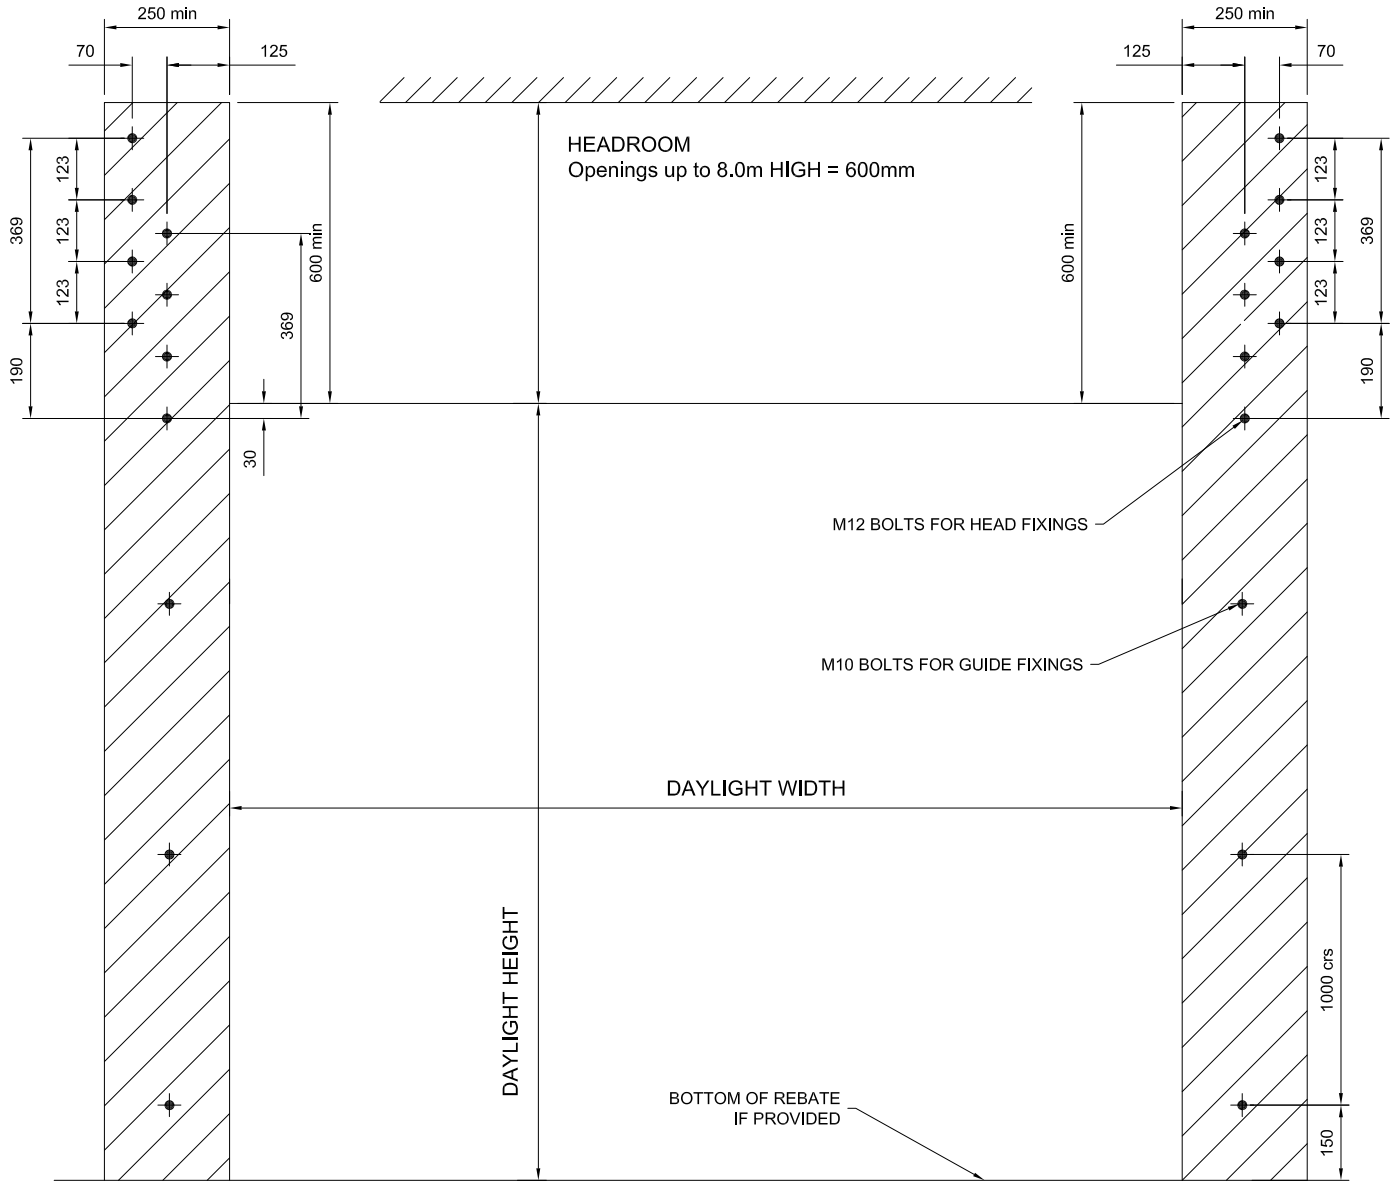 250 min
250 min
70
125
125
70
HEADROOM
Openings up to 8.0m HIGH = 600mm
123
123
123
369
190
369
600 min
30
600 min
123
123
123
369
190
M12 BOLTS FOR HEAD FIXINGS
M10 BOLTS FOR GUIDE FIXINGS
DAYLIGHT WIDTH
DAYLIGHT HEIGHT
1000 crs
150
BOTTOM OF REBATE
IF PROVIDED